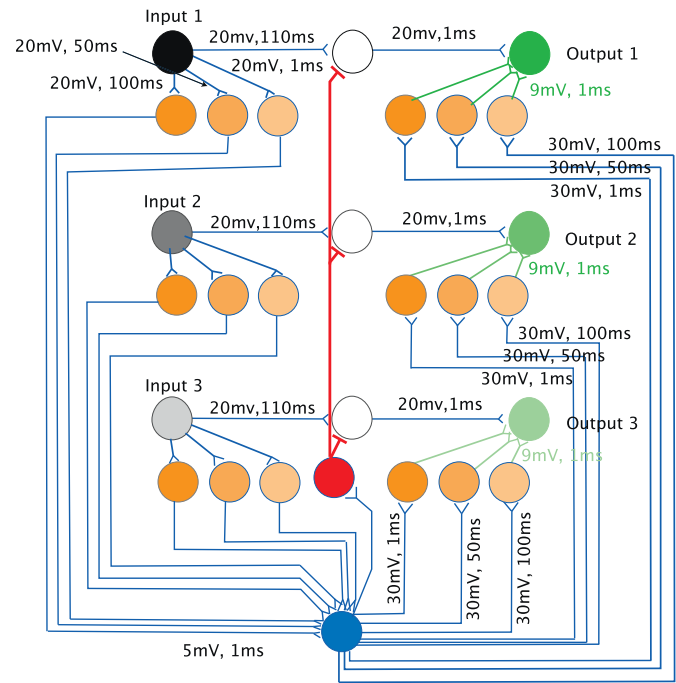 Input 1
20mV, 50ms
20mv,110ms
20mv,1ms
Output 1
20mV, 1ms
20mV, 100ms
9mV, 1ms
30mV, 100ms
30mV, 50ms
30mV, 1ms
Input 2
20mv,110ms
20mv,1ms
Output 2
9mV, 1ms
30mV, 100ms
30mV, 50ms
30mV, 1ms
Input 3
20mv,110ms
20mv,1ms
Output 3
9mV, 1ms
30mV, 1ms
30mV, 50ms
30mV, 100ms
5mV, 1ms